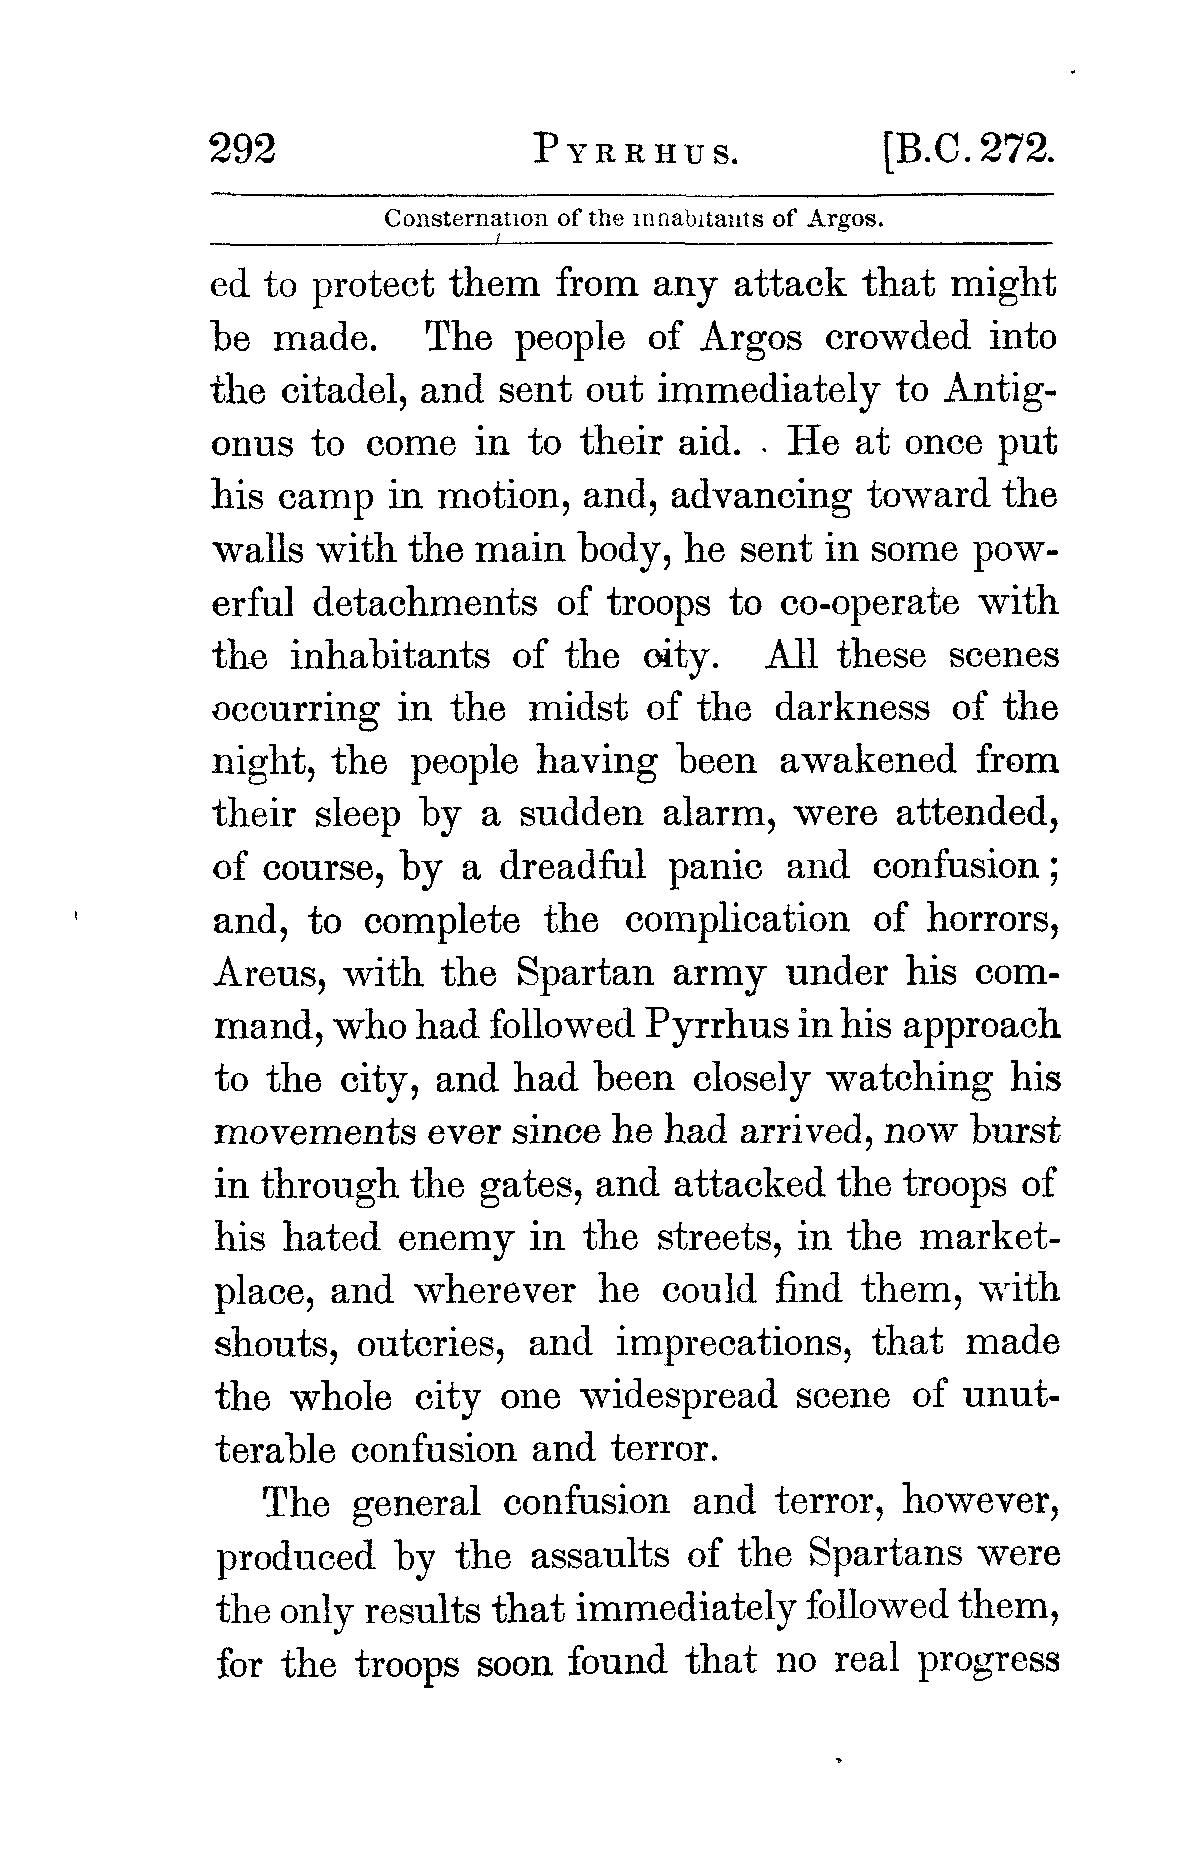 292 PYRRHUS. [B.C. 272.
Consternation of the inhabitants of Argos.
ed to protect them from any attack that might
be made. The people of Argos crowded into
the citadel, and sent out immediately to Antig-
onus to come in to their aid. He at once put
his camp in motion, and, advancing toward the
walls with the main body, he sent in some pow-
erful detachments of troops to co-operate with
the inhabitants of the city. All these scenes
occurring in the midst of the darkness of the
night, the people having been awakened from
their sleep by a sudden alarm, were attended,
of course, by a dreadful panic and confusion;
and, to complete the complication of horrors,
Areus, with the Spartan army under his com-
mand, who had followed Pyrrhus in his approach
to the city, and had been closely watching his
movements ever since he had arrived, now burst
in through the gates, and attacked the troops of
his hated enemy in the streets, in the market-
place, and wherever he could find them, with
shouts, outcries, and imprecations, that made
the whole city one widespread scene of unut-
terable confusion and terror.
The general confusion and terror, however,
produced by the assaults of the Spartans were
the only results that immediately followed them,
for the troops soon found that no real progress